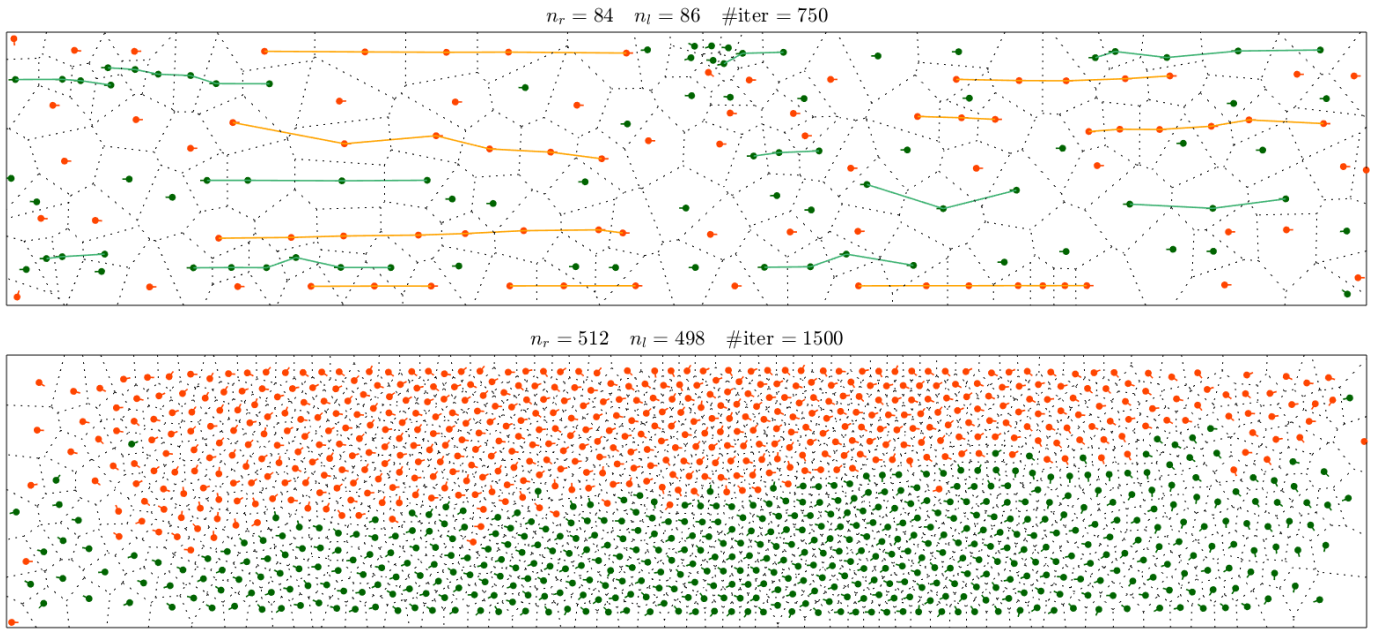 n_r = 84 n_l = 86 #iter = 750
n_r = 512 n_l = 498 #iter = 1500